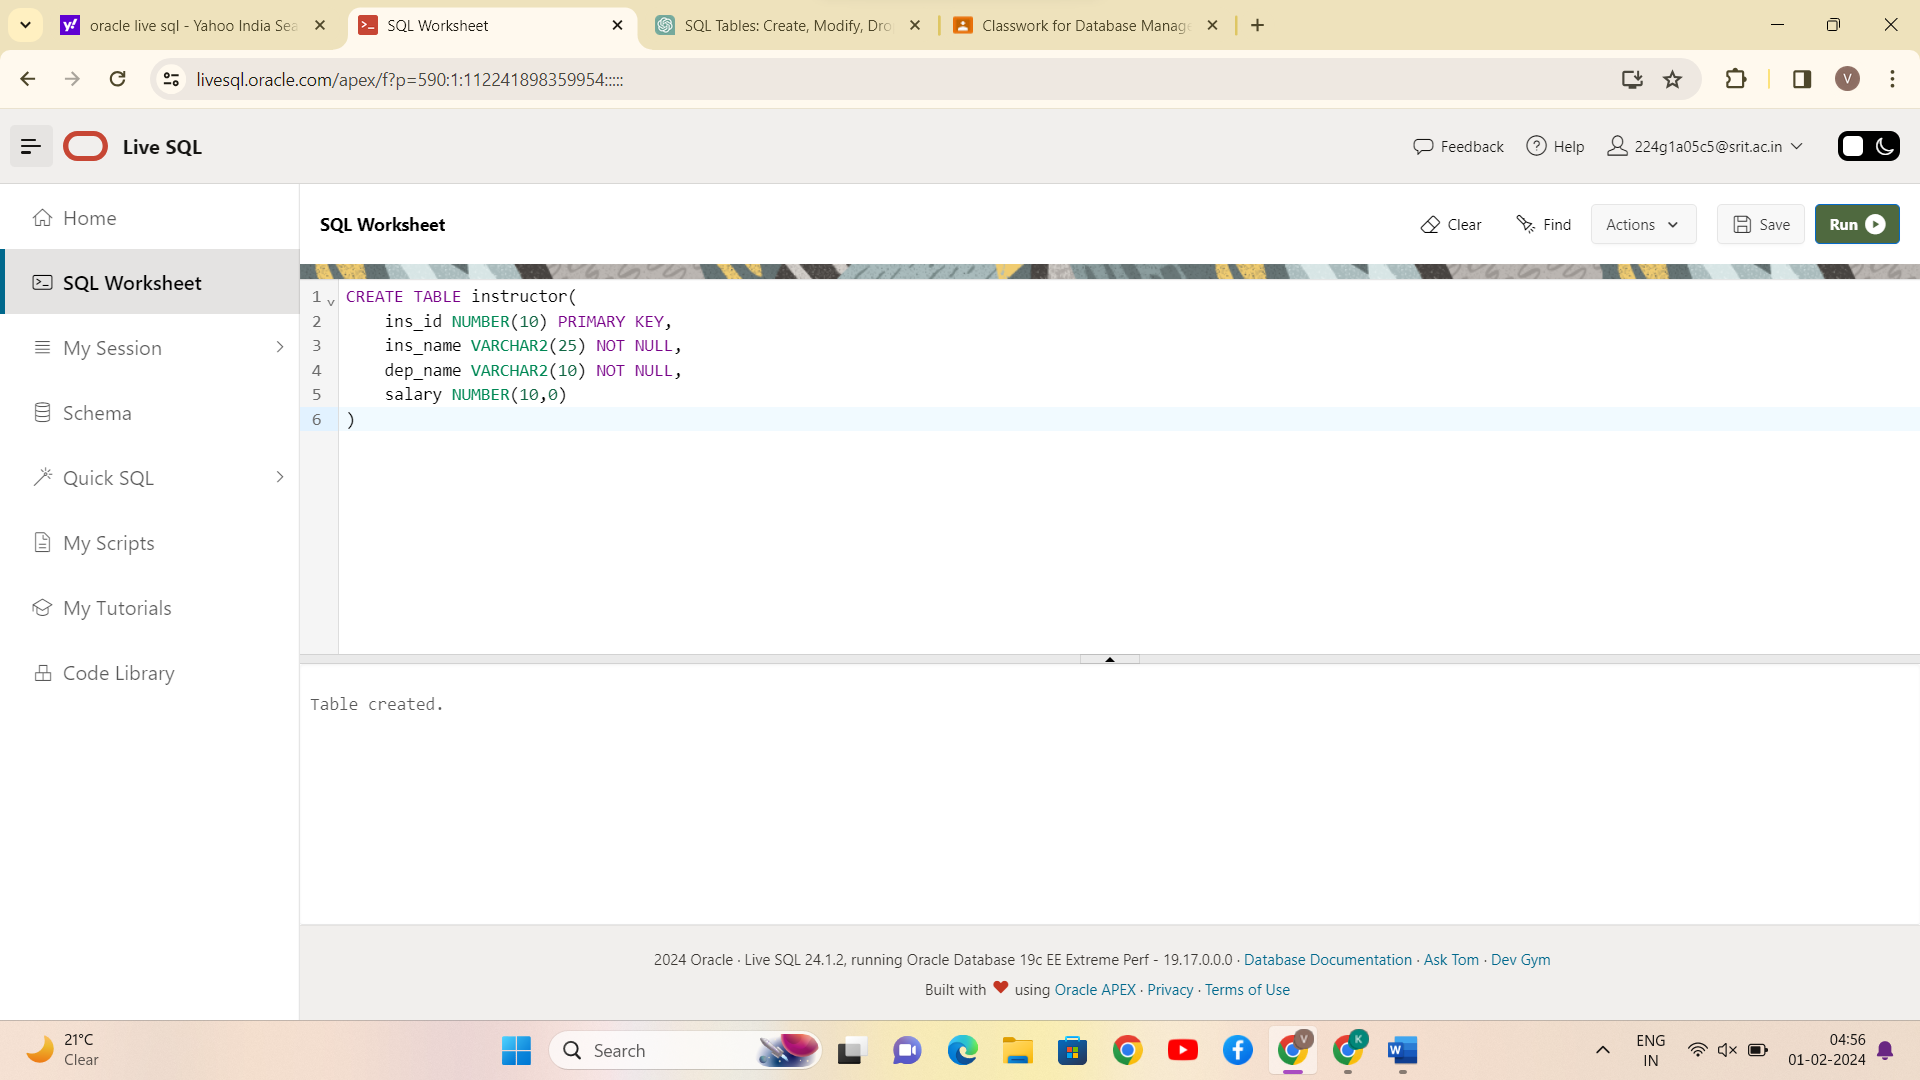 oracle live sql - Yahoo India Sea
SQL Worksheet
SQL Tables: Create, Modify, Dro
Classwork for Database Manage
livesql.oracle.com/apex/f?p=590:1:112241898359954:::::
V
Live SQL
Feedback
Help
224g1a05c5@srit.ac.in
Home
SQL Worksheet
My Session
Schema
Quick SQL
My Scripts
My Tutorials
Code Library
SQL Worksheet
Clear
Find
Actions
Save
Run
1 CREATE TABLE instructor(
2 ins_id NUMBER(10) PRIMARY KEY,
3 ins_name VARCHAR2(25) NOT NULL,
4 dep_name VARCHAR2(10) NOT NULL,
5 salary NUMBER(10,0)
6 )
Table created.
2024 Oracle · Live SQL 24.1.2, running Oracle Database 19c EE Extreme Perf - 19.17.0.0.0 · Database Documentation · Ask Tom · Dev Gym
Built with ❤ using Oracle APEX · Privacy · Terms of Use
21°C
Clear
Search
V
K
W
ENG
IN
04:56
01-02-2024